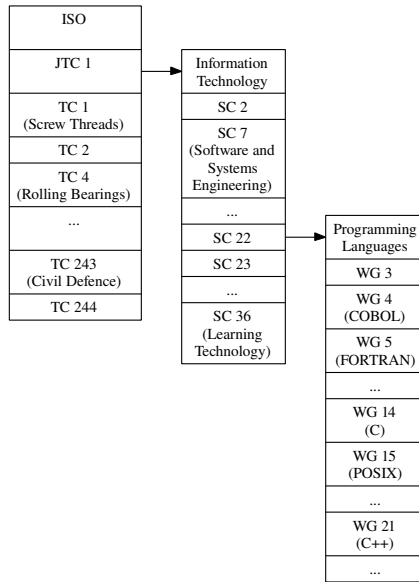 ISO
JTC 1
TC 1
(Screw Threads)
TC 2
TC 4
(Rolling Bearings)
...
TC 243
(Civil Defence)
TC 244
Information
Technology
SC 2
SC 7
(Software and
Systems
Engineering)
...
SC 22
SC 23
...
SC 36
(Learning
Technology)
Programming
Languages
WG 3
WG 4
(COBOL)
WG 5
(FORTRAN)
...
WG 14
(C)
WG 15
(POSIX)
...
WG 21
(C++)
...